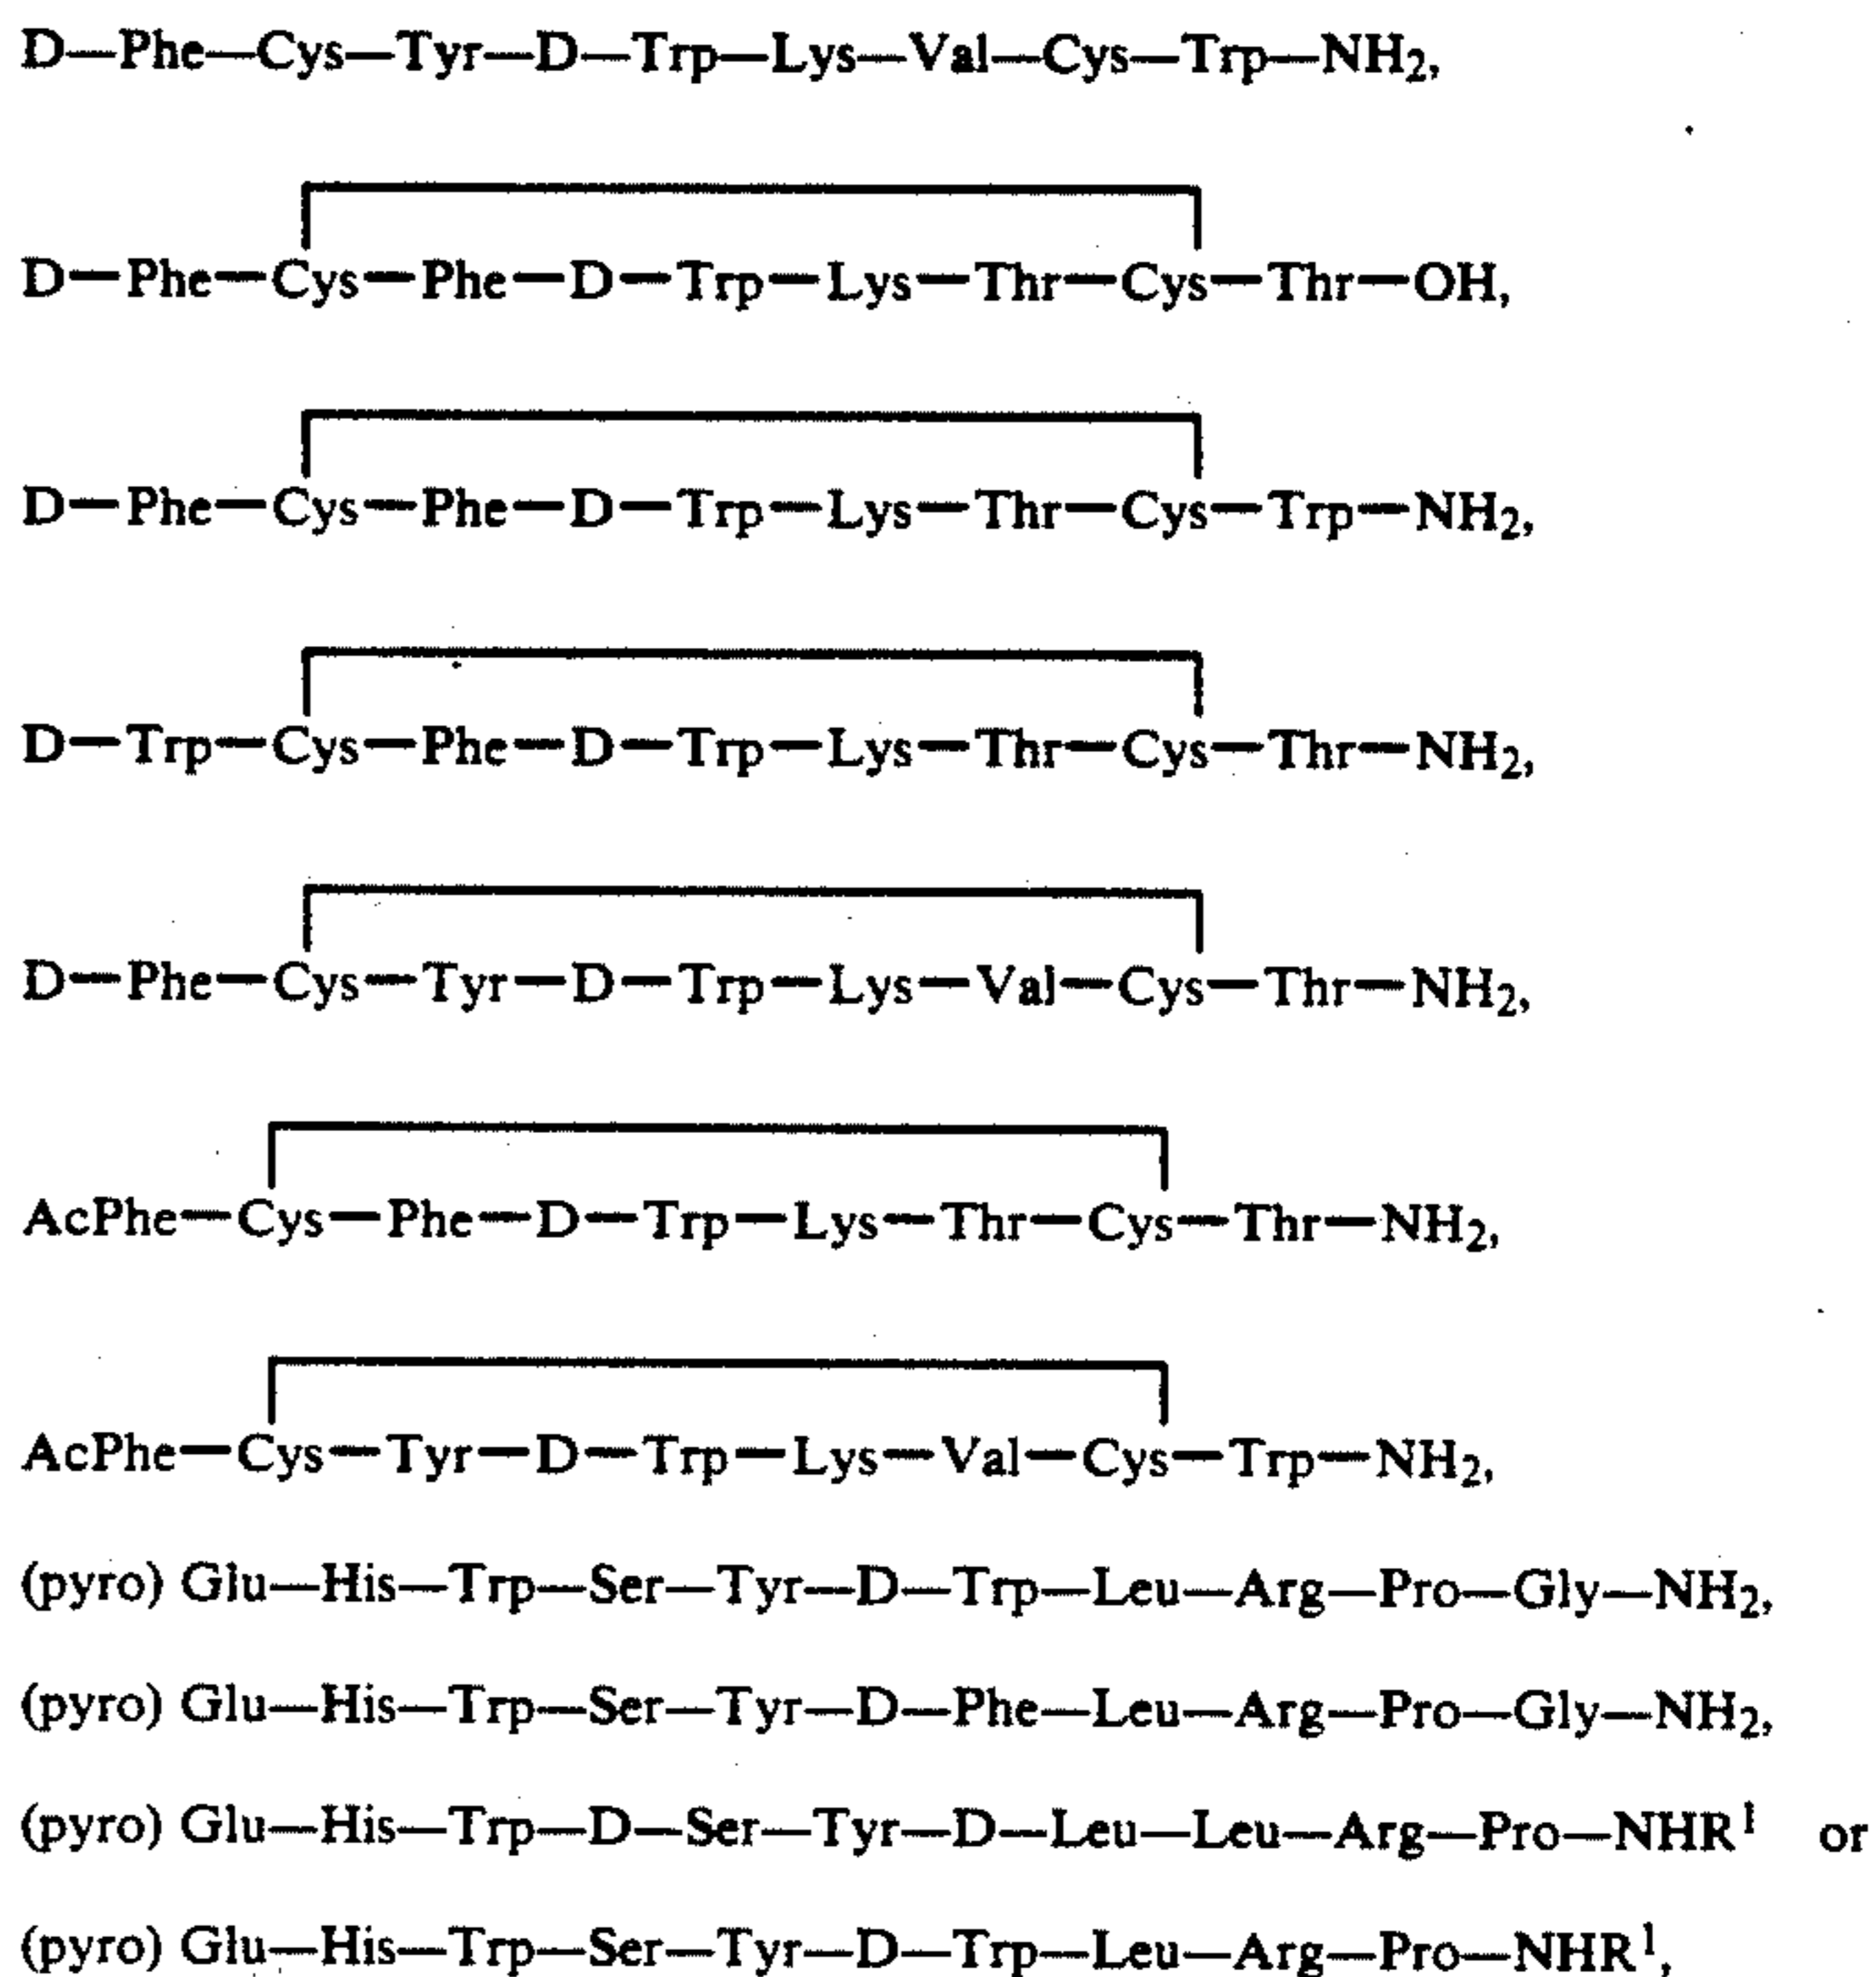 D—Phe—Cys—Tyr—D—Trp—Lys—Val—Cys—Trp—NH₂,
D—Phe—Cys—Phe—D—Trp—Lys—Thr—Cys—Thr—OH,
D—Phe—Cys—Phe—D—Trp—Lys—Thr—Cys—Trp—NH₂,
D—Trp—Cys—Phe—D—Trp—Lys—Thr—Cys—Thr—NH₂,
D—Phe—Cys—Tyr—D—Trp—Lys—Val—Cys—Thr—NH₂,
AcPhe—Cys—Phe—D—Trp—Lys—Thr—Cys—Thr—NH₂,
AcPhe—Cys—Tyr—D—Trp—Lys—Val—Cys—Trp—NH₂,
(pyro) Glu—His—Trp—Ser—Tyr—D—Trp—Leu—Arg—Pro—Gly—NH₂,
(pyro) Glu—His—Trp—Ser—Tyr—D—Phe—Leu—Arg—Pro—Gly—NH₂,
(pyro) Glu—His—Trp—D—Ser—Tyr—D—Leu—Leu—Arg—Pro—NHR¹ or
(pyro) Glu—His—Trp—Ser—Tyr—D—Trp—Leu—Arg—Pro—NHR¹,